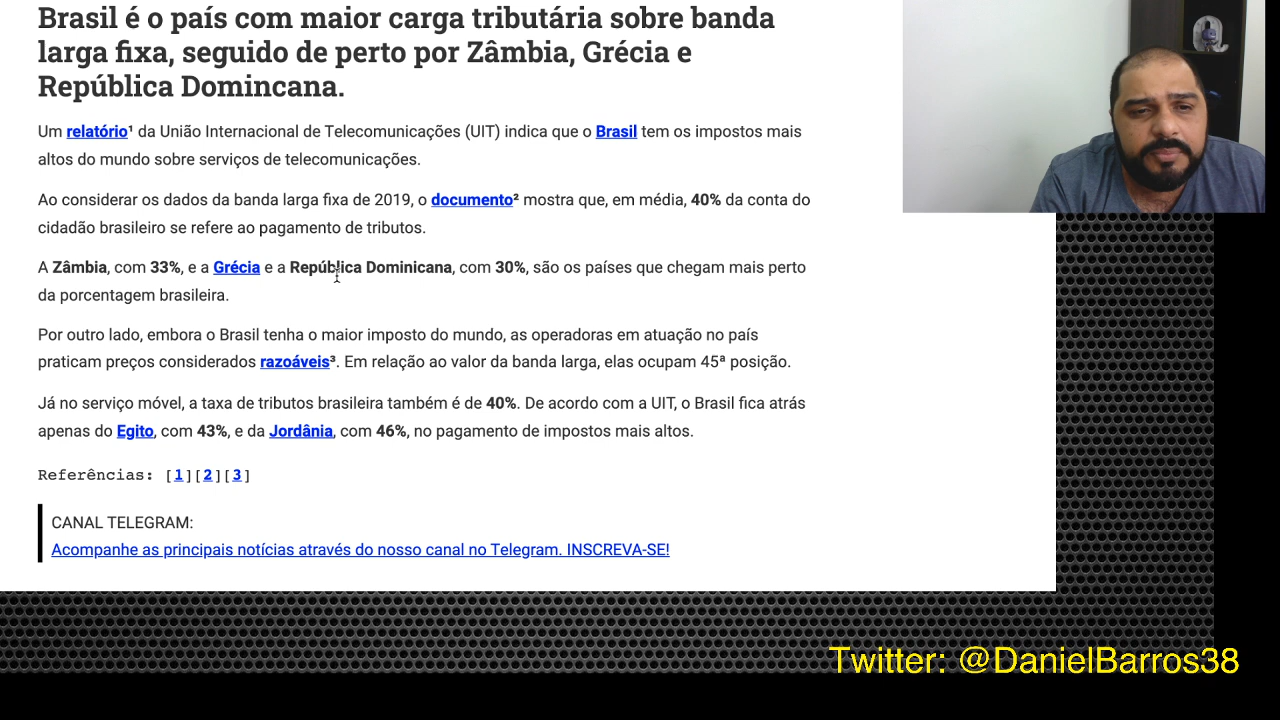 Brasil é o país com maior carga tributária sobre banda
larga fixa, seguido de perto por Zâmbia, Grécia e
República Domincana.
Um relatório¹ da União Internacional de Telecomunicações (UIT) indica que o Brasil tem os impostos mais
altos do mundo sobre serviços de telecomunicações.
Ao considerar os dados da banda larga fixa de 2019, o documento² mostra que, em média, 40% da conta do
cidadão brasileiro se refere ao pagamento de tributos.
A Zâmbia, com 33%, e a Grécia e a República Dominicana, com 30%, são os países que chegam mais perto
da porcentagem brasileira.
Por outro lado, embora o Brasil tenha o maior imposto do mundo, as operadoras em atuação no país
praticam preços considerados razoáveis³. Em relação ao valor da banda larga, elas ocupam 45ª posição.
Já no serviço móvel, a taxa de tributos brasileira também é de 40%. De acordo com a UIT, o Brasil fica atrás
apenas do Egito, com 43%, e da Jordânia, com 46%, no pagamento de impostos mais altos.
Referências: [1][2][3]
CANAL TELEGRAM:
Acompanhe as principais notícias através do nosso canal no Telegram. INSCREVA-SE!
Twitter: @DanielBarros38